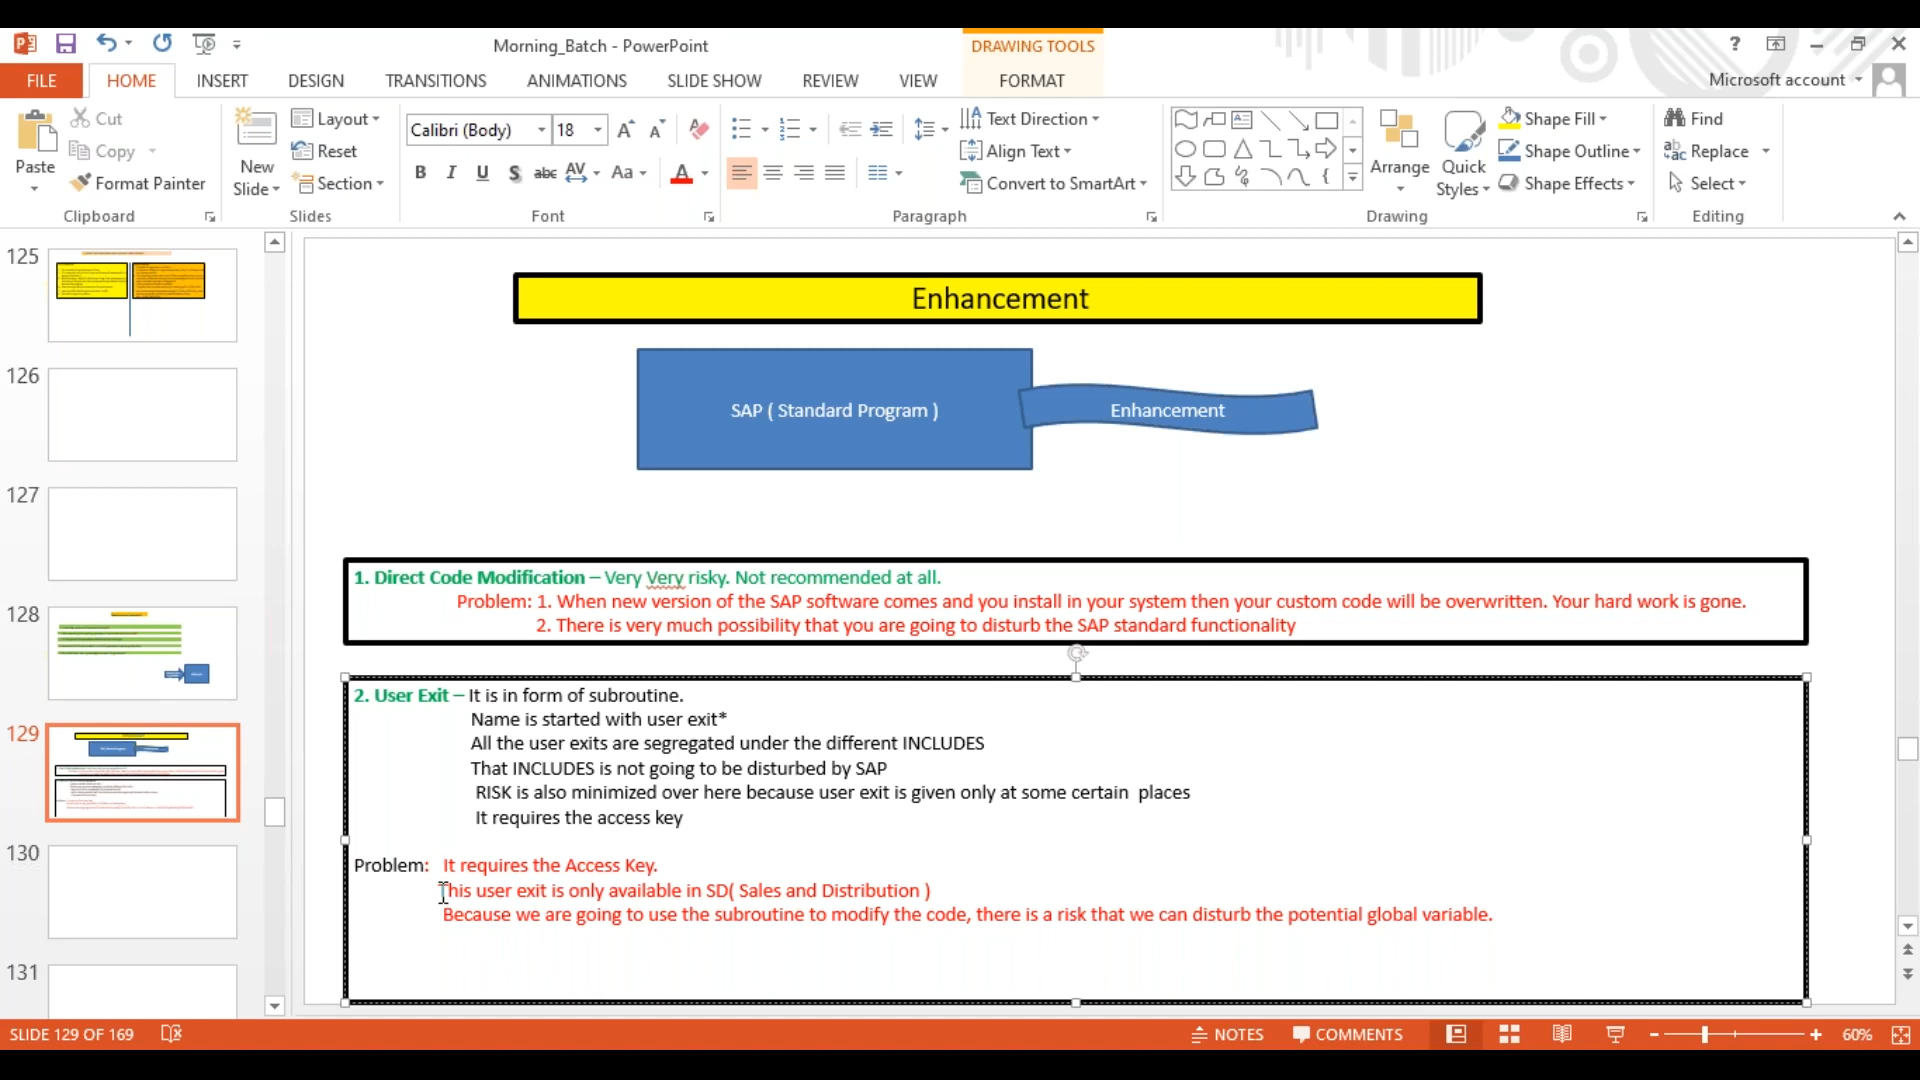 Morning_Batch - PowerPoint
DRAWING TOOLS
?
FILE
HOME
INSERT
DESIGN
TRANSITIONS
ANIMATIONS
SLIDE SHOW
REVIEW
VIEW
FORMAT
Microsoft account
Paste
Cut
Copy
Format Painter
Clipboard
New
Slide
Layout
Reset
Section
Slides
Calibri (Body)
18
B I U S abc AV Aa A
Font
Text Direction
Align Text
Convert to SmartArt
Paragraph
Arrange
Quick
Styles
Shape Fill
Shape Outline
Shape Effects
Drawing
Find
Replace
Select
Editing
125
126
127
128
129
130
131
Enhancement
SAP ( Standard Program )
Enhancement
1. Direct Code Modification – Very Very risky. Not recommended at all.
Problem: 1. When new version of the SAP software comes and you install in your system then your custom code will be overwritten. Your hard work is gone.
2. There is very much possibility that you are going to disturb the SAP standard functionality
2. User Exit – It is in form of subroutine.
Name is started with user exit*
All the user exits are segregated under the different INCLUDES
That INCLUDES is not going to be disturbed by SAP
RISK is also minimized over here because user exit is given only at some certain places
It requires the access key
Problem: It requires the Access Key.
This user exit is only available in SD( Sales and Distribution )
Because we are going to use the subroutine to modify the code, there is a risk that we can disturb the potential global variable.
SLIDE 129 OF 169
NOTES
COMMENTS
60%